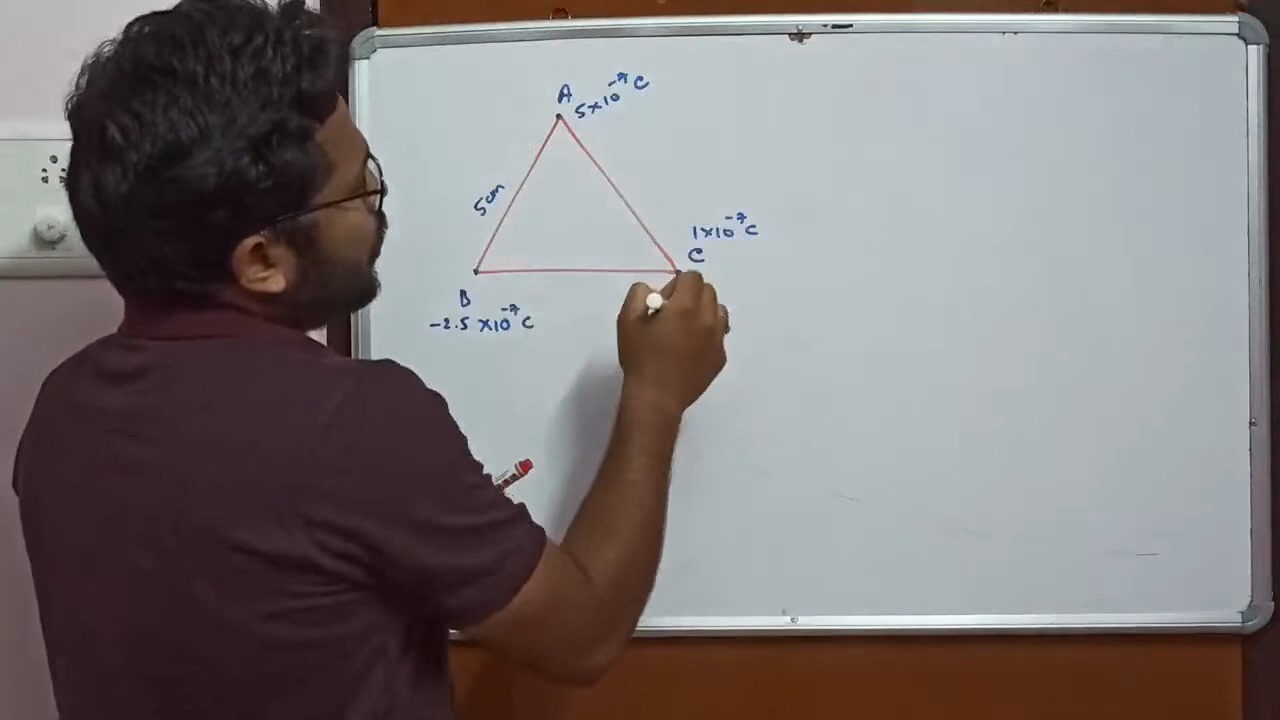 A
5×10⁻⁷ C
5cm
1×10⁻⁷ C
C
B
-2.5 ×10⁻⁷ C